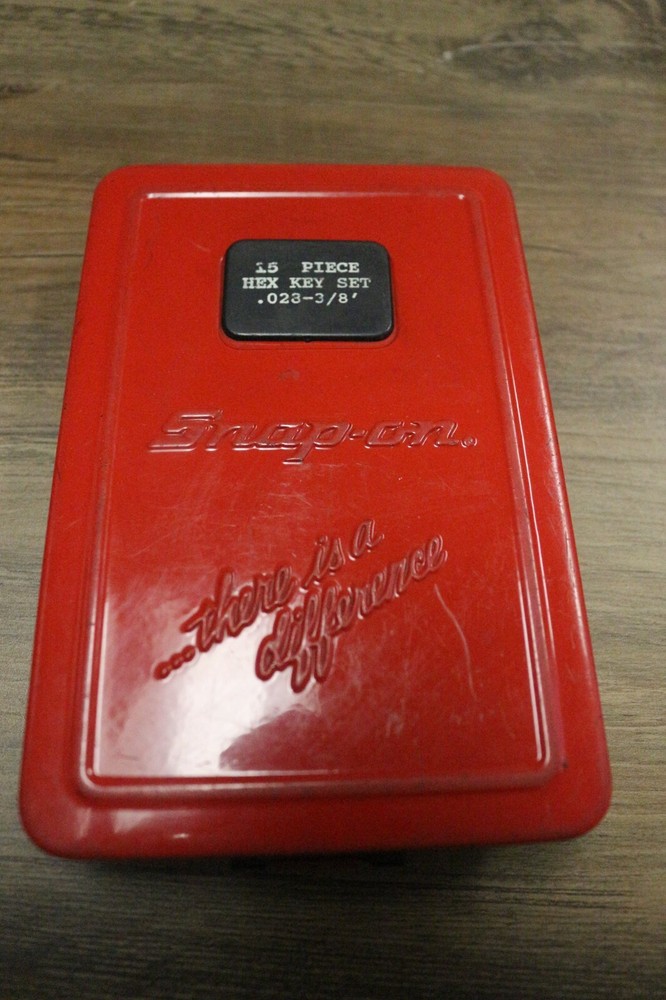 15 PIECE
HEX KEY SET
.028-3/8'
Snap-on®
...there is a
difference